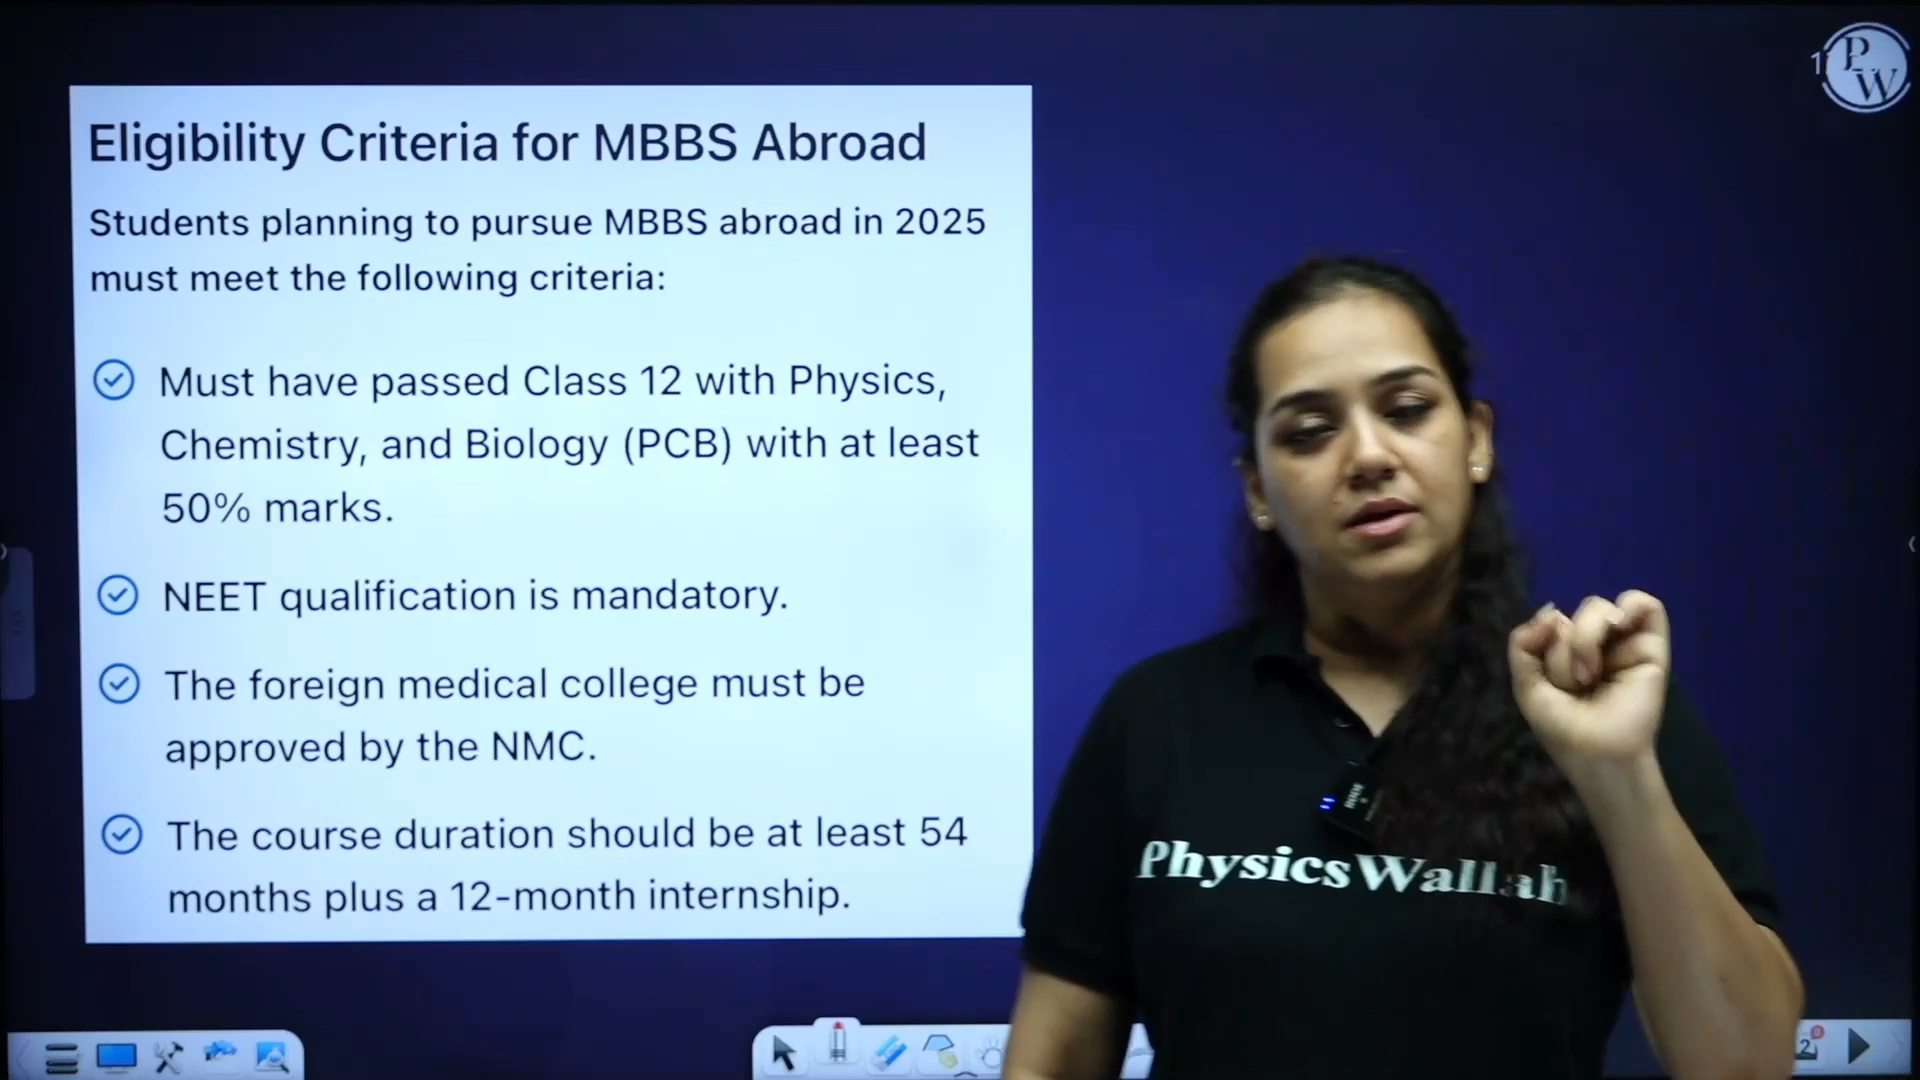 Eligibility Criteria for MBBS Abroad
Students planning to pursue MBBS abroad in 2025
must meet the following criteria:
Must have passed Class 12 with Physics,
Chemistry, and Biology (PCB) with at least
50% marks.
NEET qualification is mandatory.
The foreign medical college must be
approved by the NMC.
The course duration should be at least 54
months plus a 12-month internship.
PW
PhysicsWallah
RODE
2